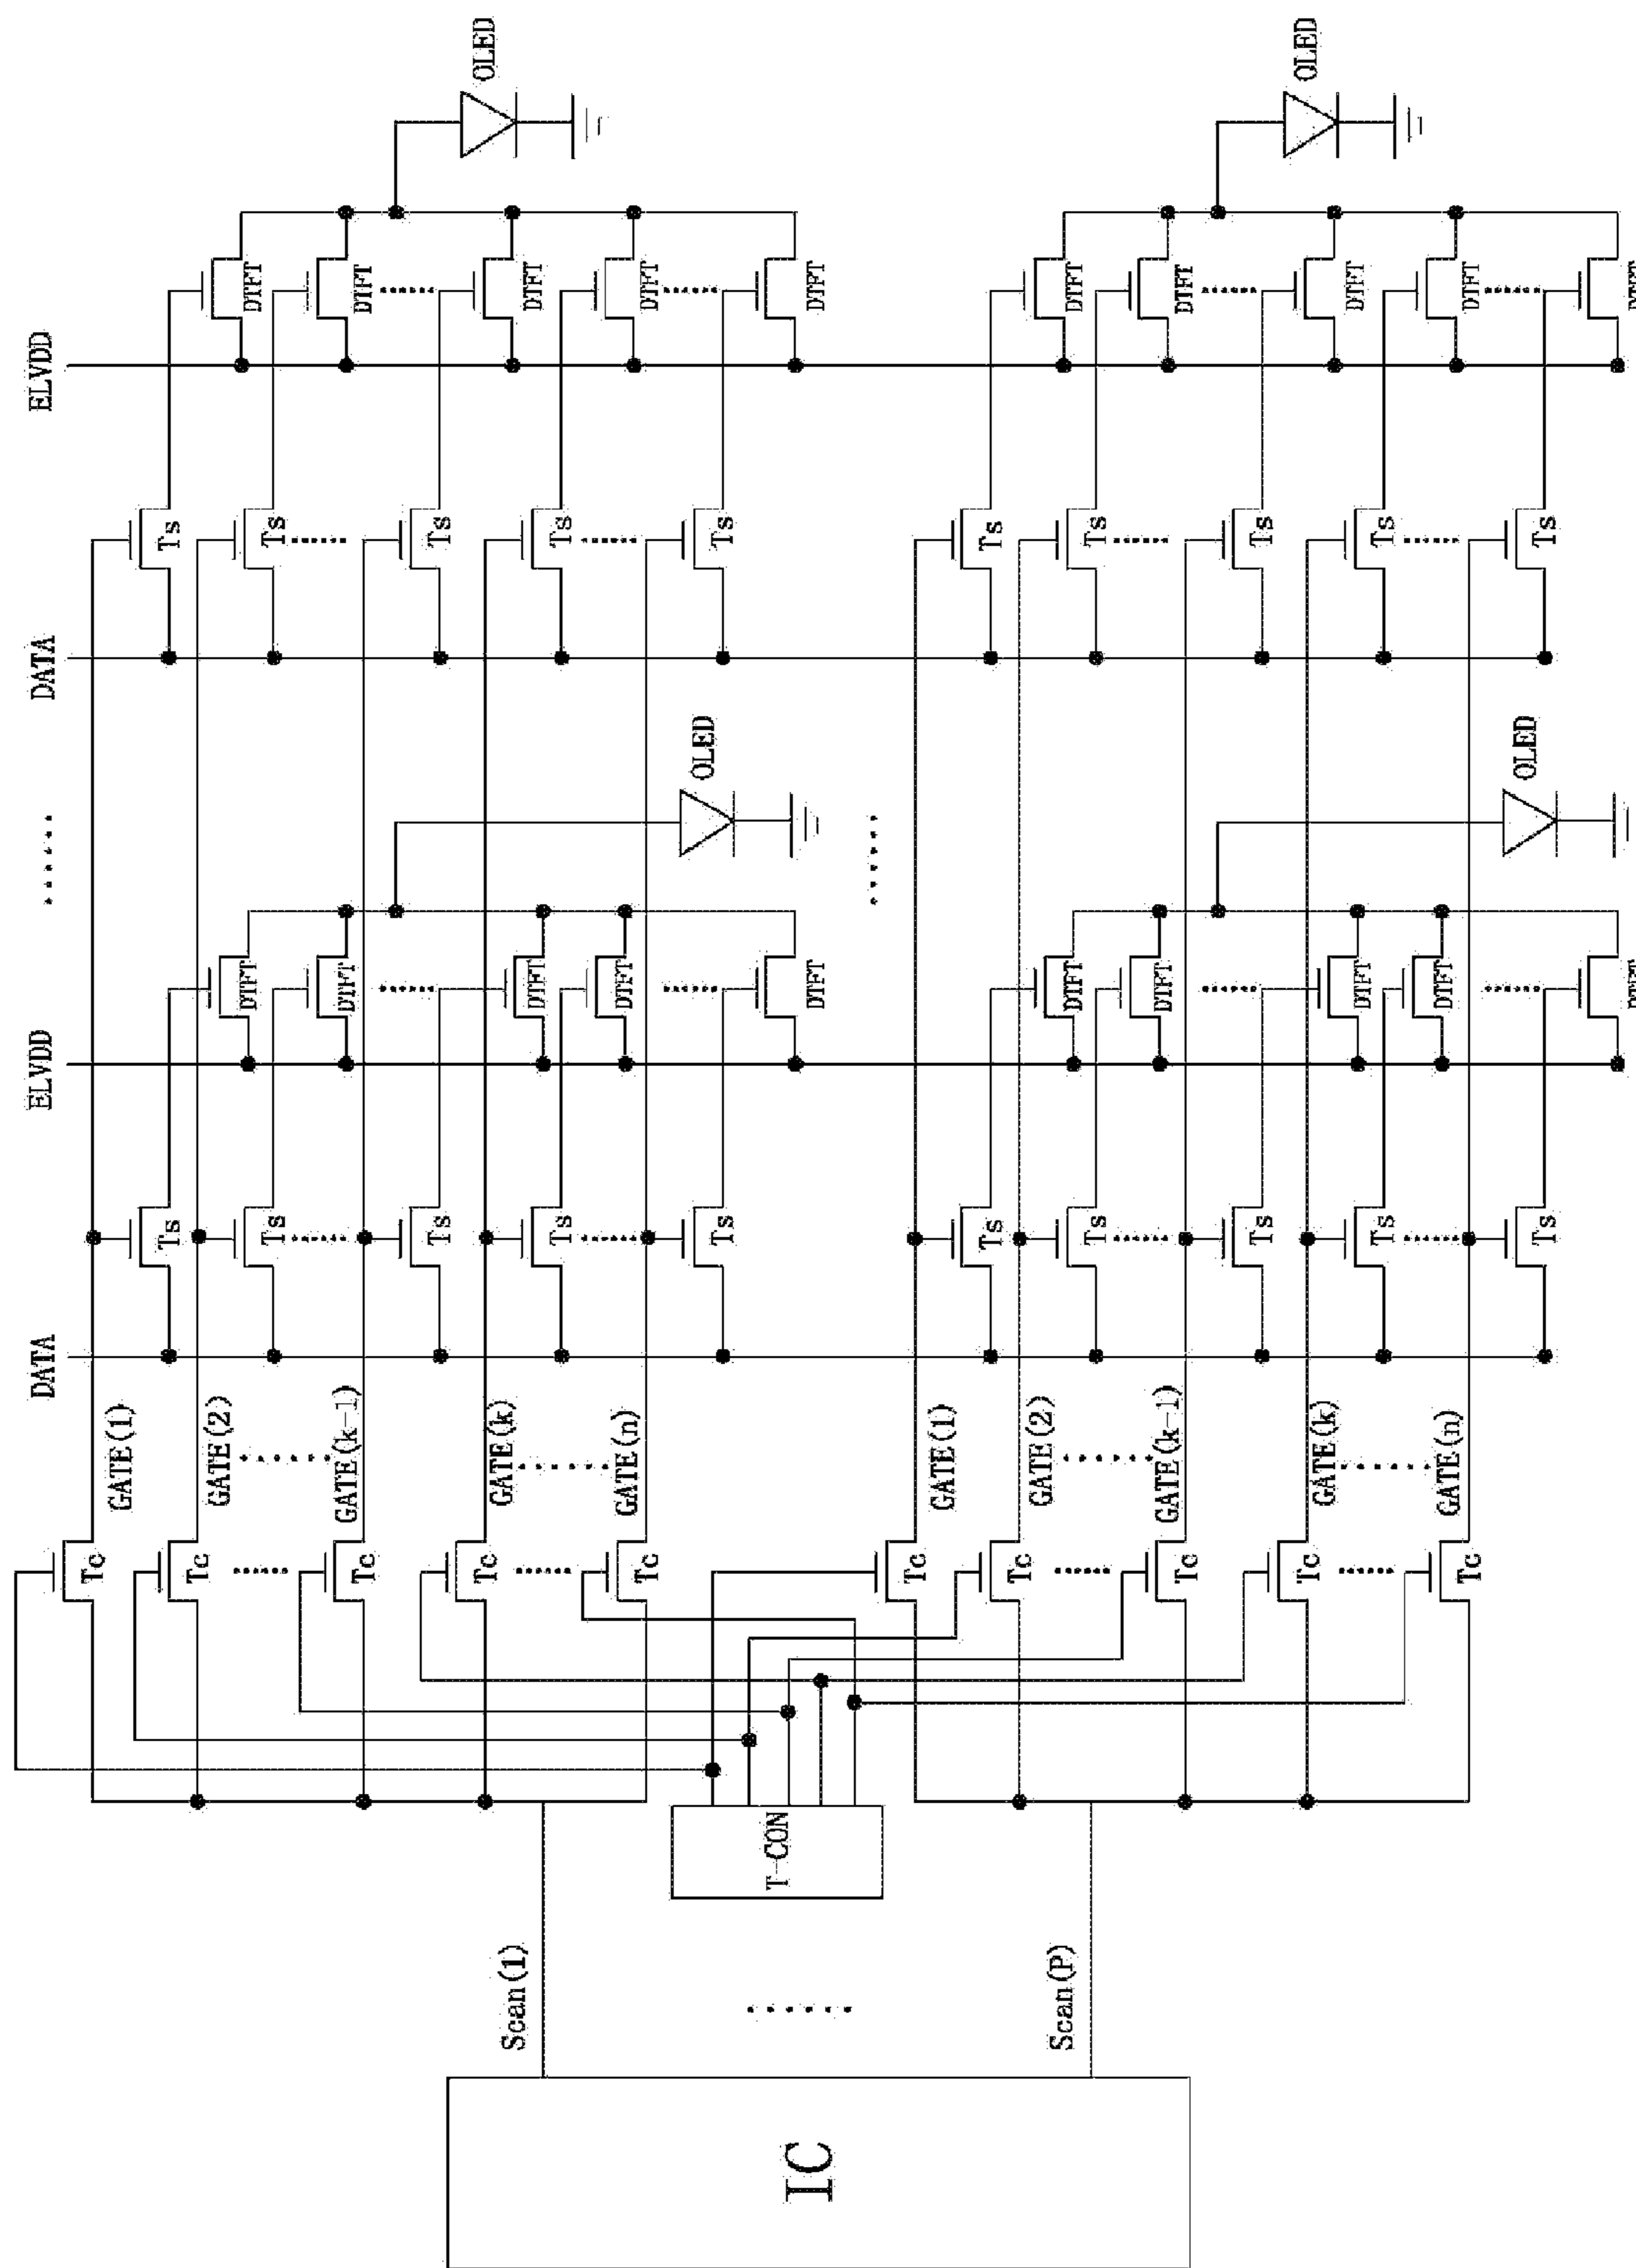 DATA
ELVDD
DATA
ELVDD
Tc
GATE(1)
Ts
Ts
DTFT
DTFT
Tc
GATE(2)
Ts
Ts
DTFT
DTFT
Tc
GATE(k-1)
Ts
Ts
DTFT
DTFT
OLED
Tc
GATE(k)
Ts
Ts
DTFT
DTFT
Scan(1)
Tc
GATE(n)
Ts
Ts
OLED
DTFT
DTFT
T-CON
IC
Tc
GATE(1)
Ts
Ts
DTFT
DTFT
Tc
GATE(2)
Ts
Ts
DTFT
DTFT
Scan(P)
Tc
GATE(k-1)
Ts
Ts
DTFT
DTFT
OLED
Tc
GATE(k)
Ts
Ts
DTFT
DTFT
Tc
GATE(n)
Ts
Ts
OLED